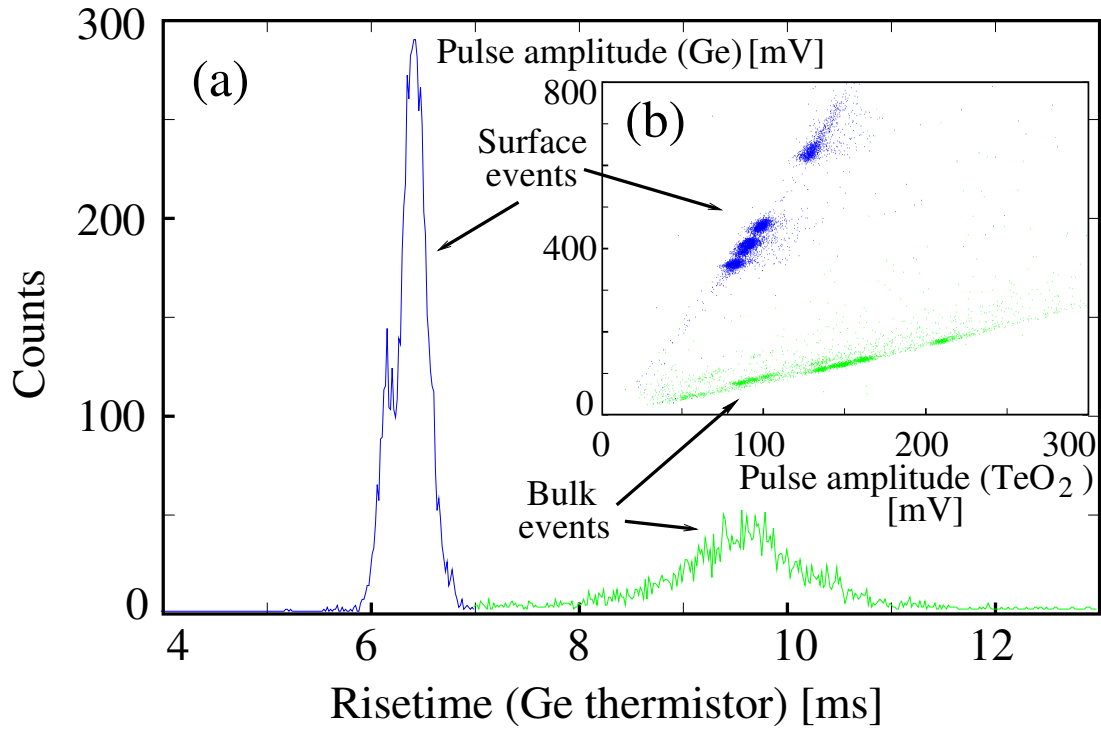 300
200
100
0
Counts
4
6
8
10
12
Risetime (Ge thermistor) [ms]
(a)
Surface
events
Bulk
events
Pulse amplitude (Ge) [mV]
(b)
800
400
0
0
100
200
300
Pulse amplitude (TeO2)
[mV]